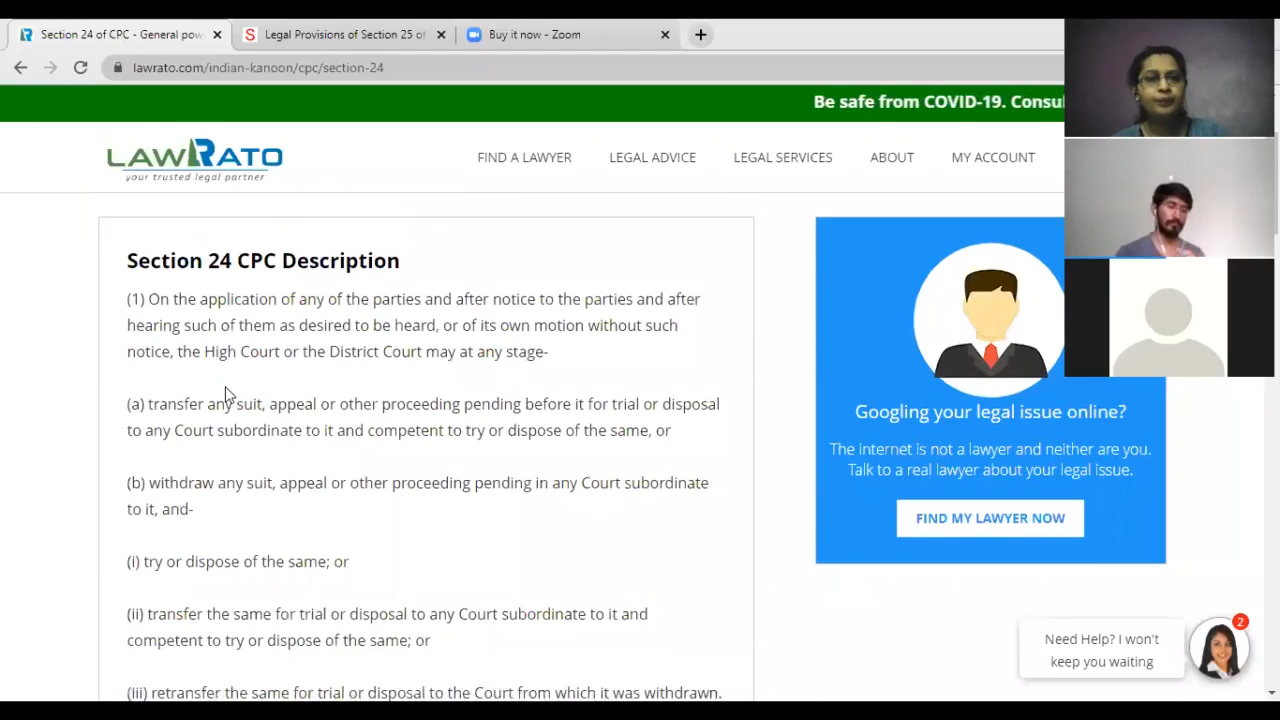 Section 24 of CPC - General pow
Legal Provisions of Section 25 of
Buy it now - Zoom
lawrato.com/indian-kanoon/cpc/section-24
Be safe from COVID-19. Consul
LAWRATO
your trusted legal partner
FIND A LAWYER
LEGAL ADVICE
LEGAL SERVICES
ABOUT
MY ACCOUNT
Section 24 CPC Description
(1) On the application of any of the parties and after notice to the parties and after
hearing such of them as desired to be heard, or of its own motion without such
notice, the High Court or the District Court may at any stage-
(a) transfer any suit, appeal or other proceeding pending before it for trial or disposal
to any Court subordinate to it and competent to try or dispose of the same, or
(b) withdraw any suit, appeal or other proceeding pending in any Court subordinate
to it, and-
(i) try or dispose of the same; or
(ii) transfer the same for trial or disposal to any Court subordinate to it and
competent to try or dispose of the same; or
(iii) retransfer the same for trial or disposal to the Court from which it was withdrawn.
Googling your legal issue online?
The internet is not a lawyer and neither are you.
Talk to a real lawyer about your legal issue.
FIND MY LAWYER NOW
Need Help? I won't
keep you waiting
2